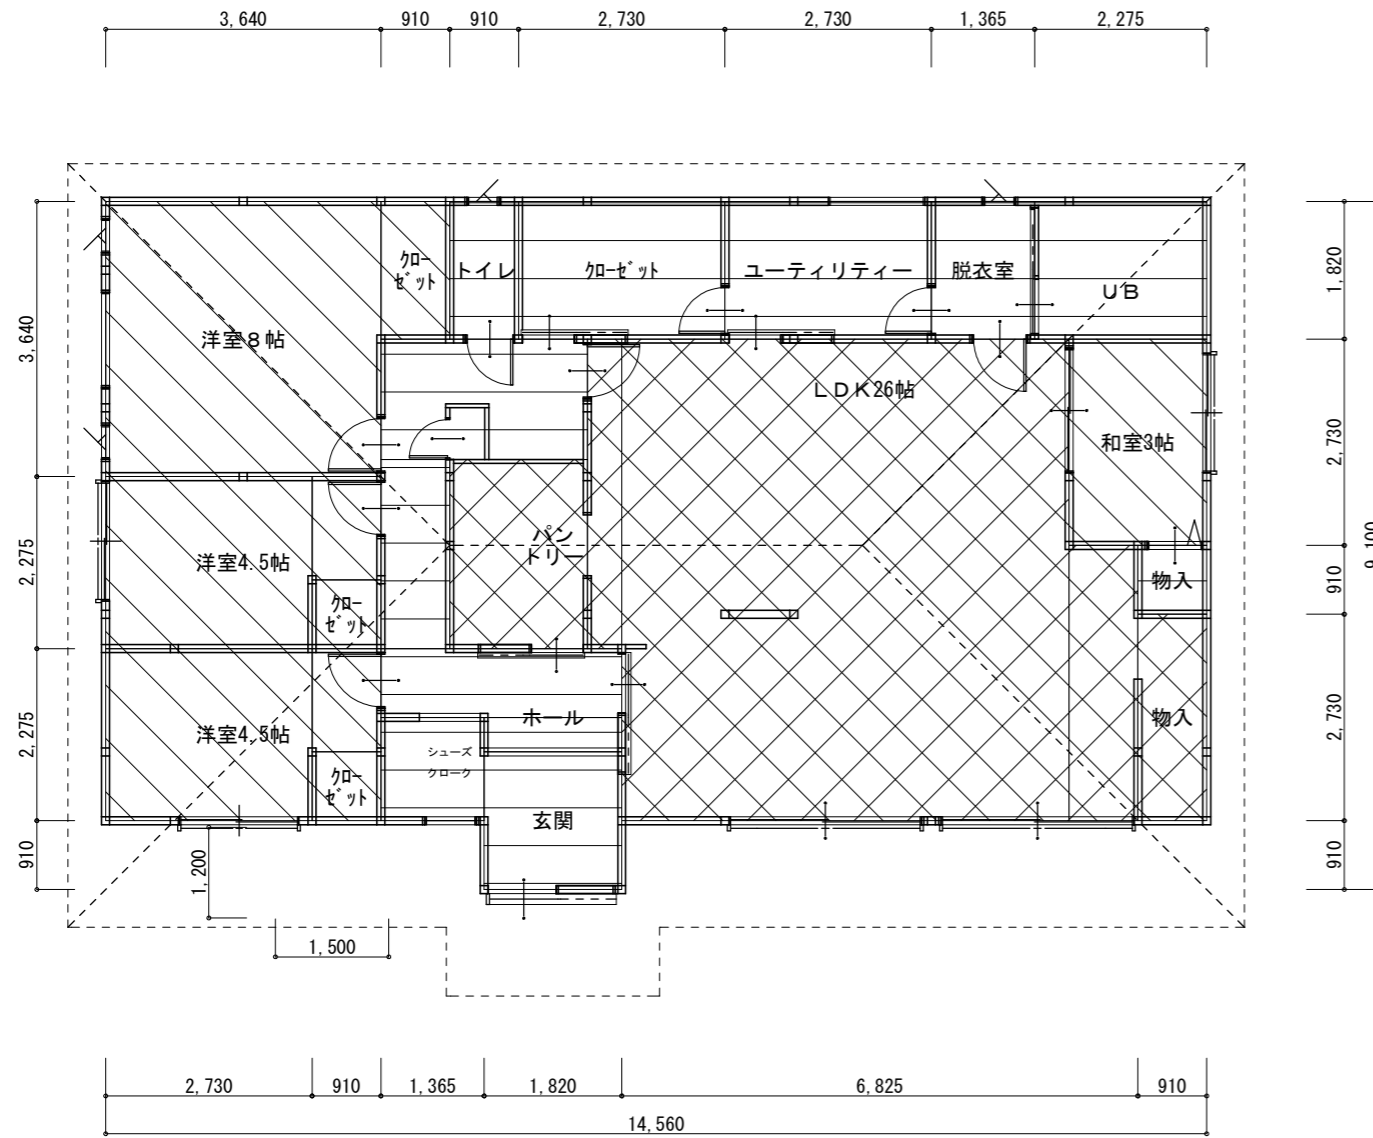 3,640
910
910
2,730
2,730
1,365
2,275
ｸﾛｰ
ｾﾞｯﾄ
トイレ
ｸﾛｰｾﾞｯﾄ
ユーティリティー
脱衣室
ＵＢ
1,820
3,640
洋室８帖
ＬＤＫ26帖
和室3帖
2,730
2,275
洋室4.5帖
パン
トリー
ｸﾛｰ
ｾﾞｯﾄ
物入
910
9,100
2,275
洋室4.5帖
ホール
シューズ
クローク
物入
2,730
ｸﾛｰ
ｾﾞｯﾄ
玄関
910
1,200
910
1,500
2,730
910
1,365
1,820
6,825
910
14,560